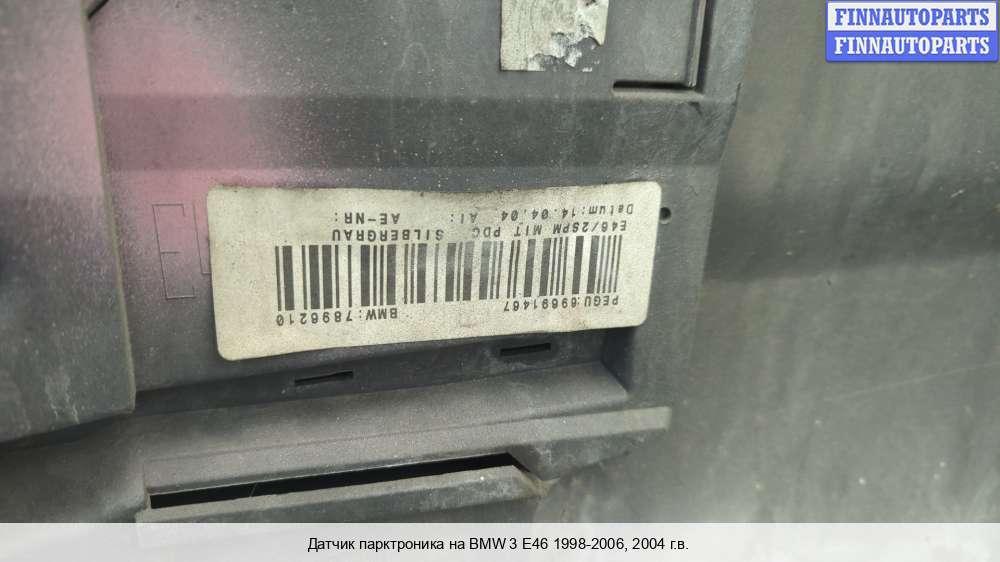 FINNAUTOPARTS
FINNAUTOPARTS
PEGU:69691467 BMW:7896210
E46/2SPM MIT PDC SILBERGRAU
Datum:14.04.04 AI: AE-NR:
Датчик парктроника на BMW 3 E46 1998-2006, 2004 г.в.